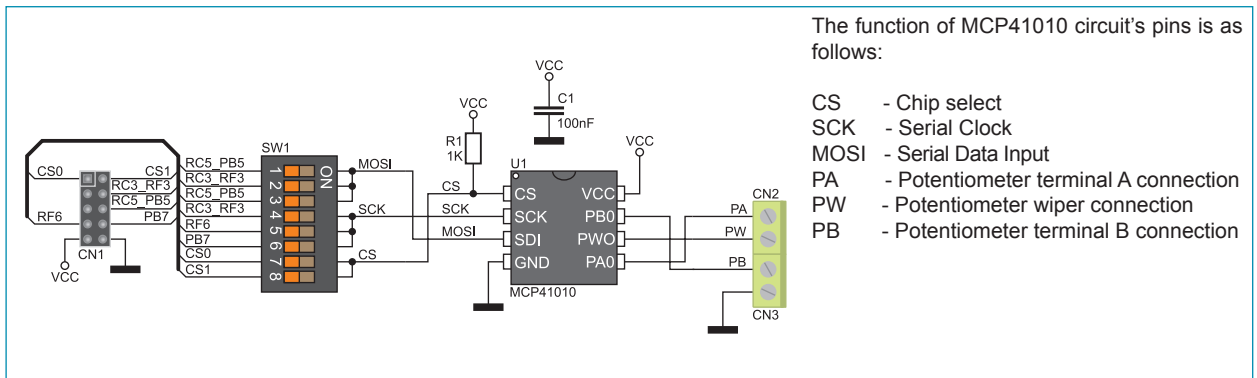 The function of MCP41010 circuit's pins is as
follows:
CS - Chip select
SCK - Serial Clock
MOSI - Serial Data Input
PA - Potentiometer terminal A connection
PW - Potentiometer wiper connection
PB - Potentiometer terminal B connection
VCC
C1
100nF
VCC
R1
1K
VCC
SW1
ON
1
2
3
4
5
6
7
8
RC5_PB5
RC3_RF3
RC5_PB5
RC3_RF3
RF6
PB7
CS0
CS1
CS0
CS1
RC3_RF3
RC5_PB5
RF6
PB7
CN1
VCC
MOSI
SCK
CS
CS
SCK
MOSI
U1
CS
SCK
SDI
GND
VCC
PB0
PWO
PA0
MCP41010
PA
PW
PB
CN2
CN3